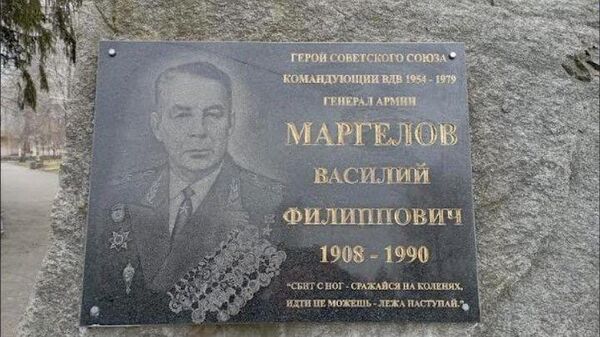 ГЕРОЙ СОВЕТСКОГО СОЮЗА
КОМАНДУЮЩИЙ ВДВ 1954 - 1979
ГЕНЕРАЛ АРМИИ
МАРГЕЛОВ
ВАСИЛИЙ
ФИЛИППОВИЧ
1908 - 1990
"СБИТ С НОГ - СРАЖАЙСЯ НА КОЛЕНЯХ,
ИДТИ НЕ МОЖЕШЬ - ЛЕЖА НАСТУПАЙ."